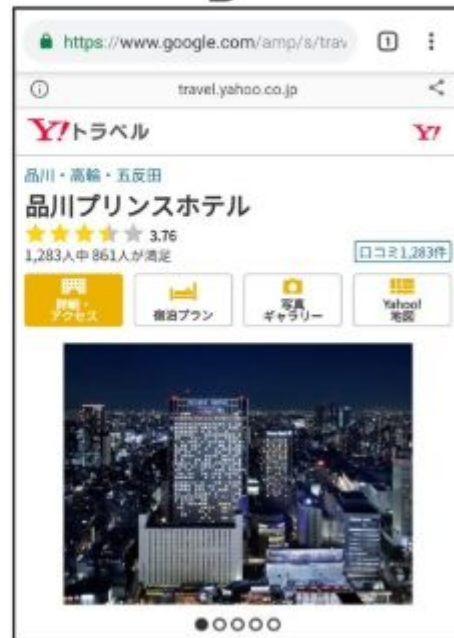 https://www.google.com/amp/s/trav
1
travel.yahoo.co.jp
Y!トラベル
Y!
品川・高輪・五反田
品川プリンスホテル
3.76
1,283人中861人が満足
口コミ1,283件
詳細・
アクセス
宿泊プラン
写真
ギャラリー
Yahoo!
地図